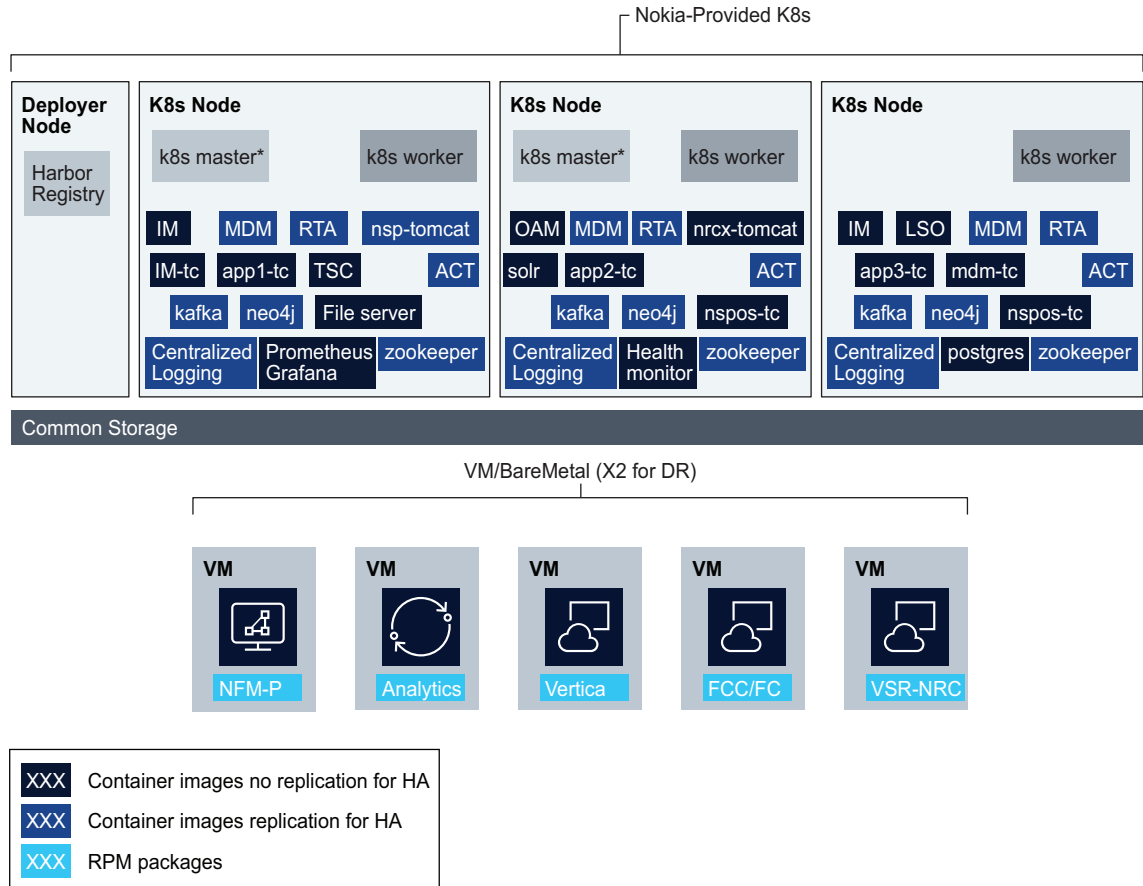 Nokia-Provided K8s
Deployer
Node
Harbor
Registry
K8s Node
k8s master*
k8s worker
IM
MDM
RTA
nsp-tomcat
IM-tc
app1-tc
TSC
ACT
kafka
neo4j
File server
Centralized
Logging
Prometheus
Grafana
zookeeper
K8s Node
k8s master*
k8s worker
OAM
MDM
RTA
nrcx-tomcat
solr
app2-tc
ACT
kafka
neo4j
nspos-tc
Centralized
Logging
Health
monitor
zookeeper
K8s Node
k8s worker
IM
LSO
MDM
RTA
app3-tc
mdm-tc
ACT
kafka
neo4j
nspos-tc
Centralized
Logging
postgres
zookeeper
Common Storage
VM/BareMetal (X2 for DR)
VM
NFM-P
VM
Analytics
VM
Vertica
VM
FCC/FC
VM
VSR-NRC
XXX Container images no replication for HA
XXX Container images replication for HA
XXX RPM packages